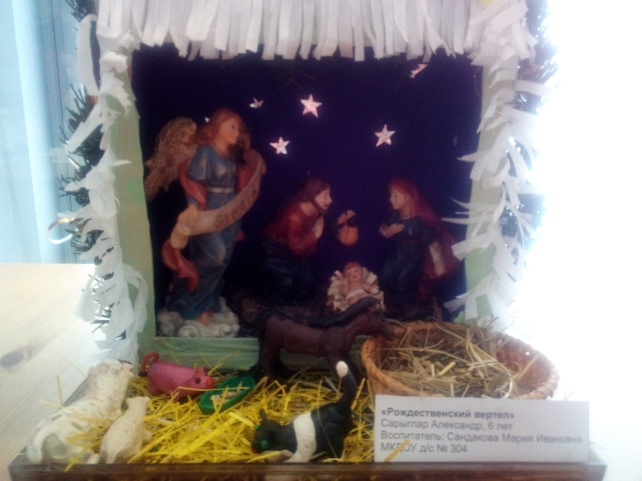 «Рождественский вертеп»
Сарыглар Александр, 6 лет
Воспитатель: Сандакова Мария Ивановна
МКДОУ д/с № 304